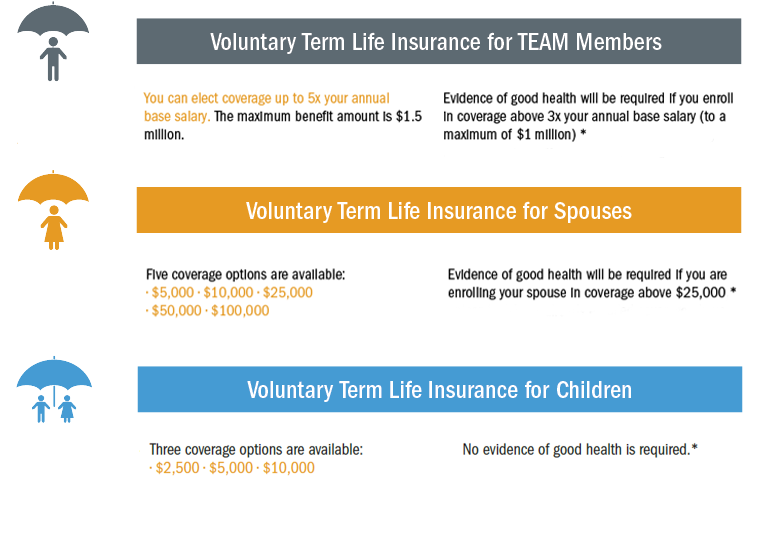 Voluntary Term Life Insurance for TEAM Members
You can elect coverage up to 5x your annual
base salary. The maximum benefit amount is $1.5
million.
Evidence of good health will be required if you enroll
in coverage above 3x your annual base salary (to a
maximum of $1 million) *
Voluntary Term Life Insurance for Spouses
Five coverage options are available:
· $5,000 · $10,000 · $25,000
· $50,000 · $100,000
Evidence of good health will be required if you are
enrolling your spouse in coverage above $25,000 *
Voluntary Term Life Insurance for Children
Three coverage options are available:
· $2,500 · $5,000 · $10,000
No evidence of good health is required.*